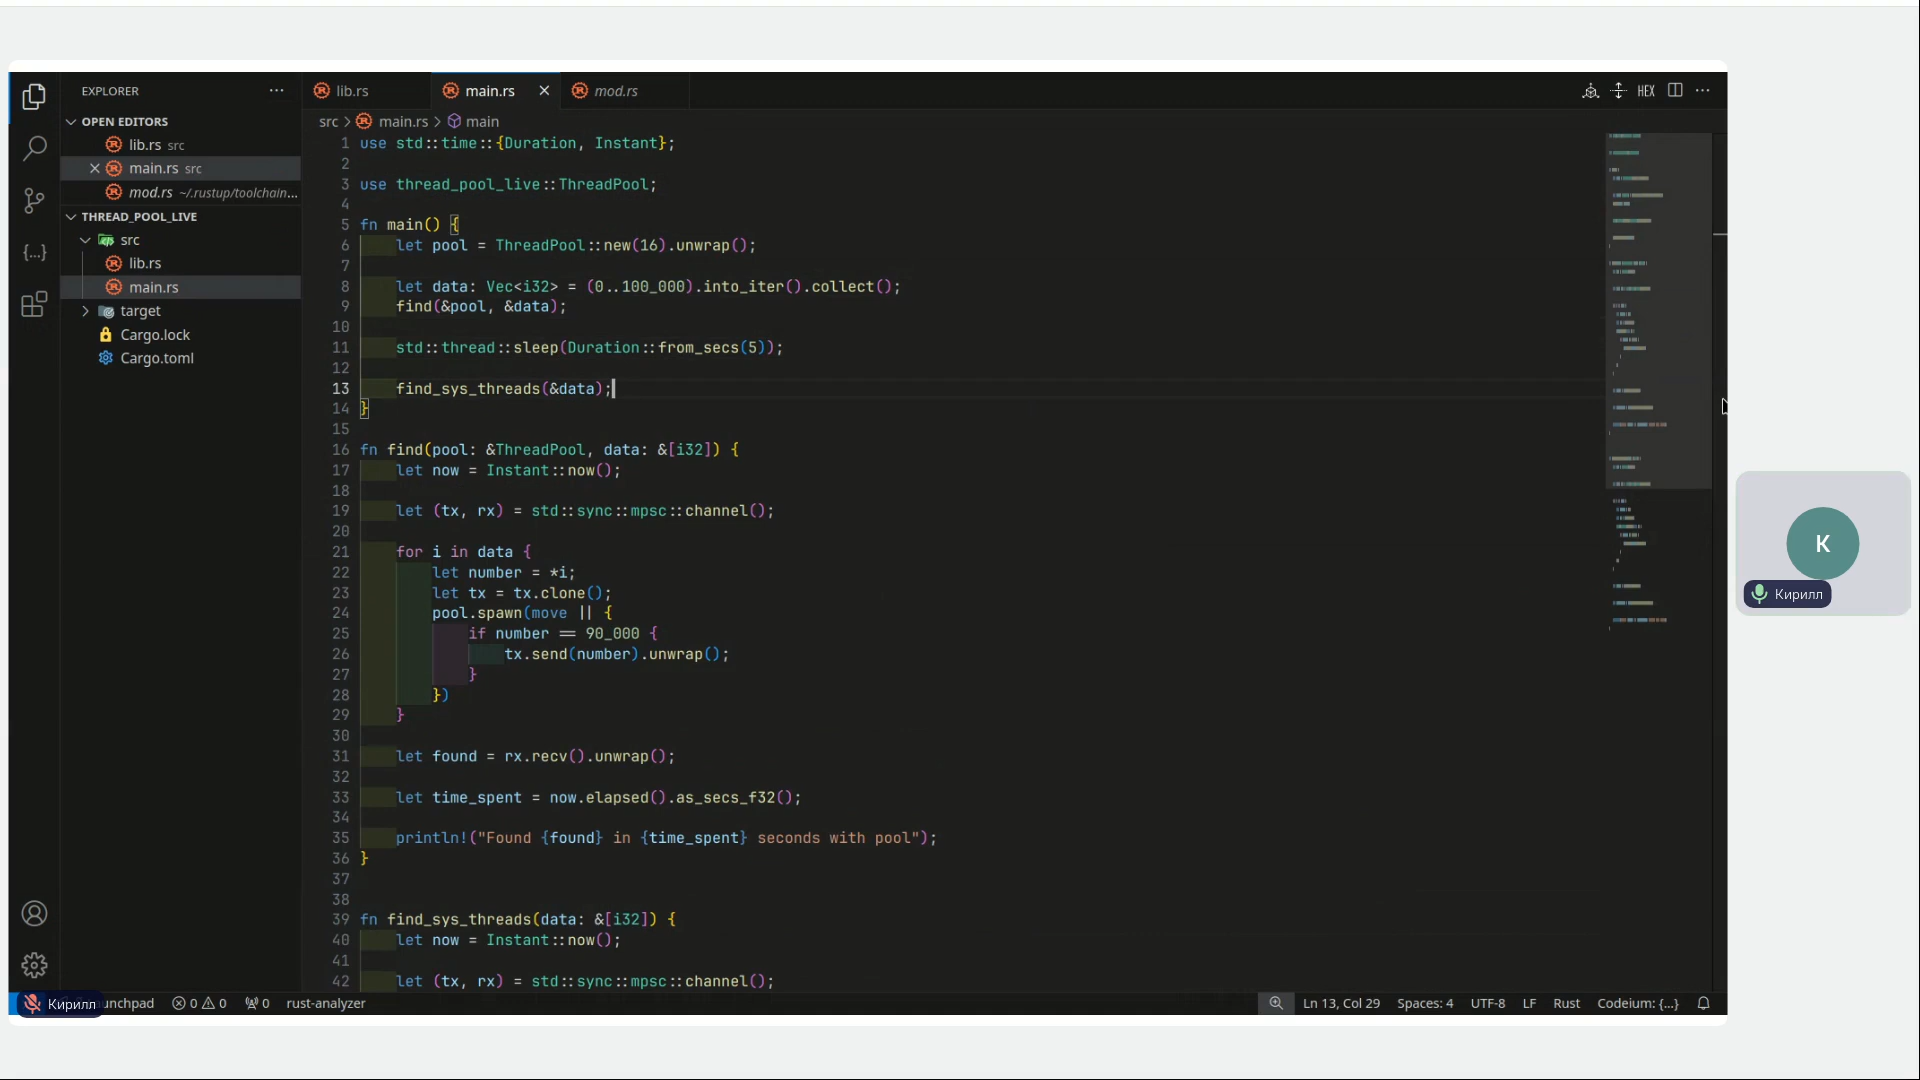 EXPLORER
OPEN EDITORS
lib.rs src
main.rs src
mod.rs ~/.rustup/toolchain...
THREAD_POOL_LIVE
src
lib.rs
main.rs
target
Cargo.lock
Cargo.toml
lib.rs
main.rs
mod.rs
HEX
src > main.rs > main
1 use std::time::{Duration, Instant};
2
3 use thread_pool_live::ThreadPool;
4
5 fn main() {
6 let pool = ThreadPool::new(16).unwrap();
7
8 let data: Vec<i32> = (0..100_000).into_iter().collect();
9 find(&pool, &data);
10
11 std::thread::sleep(Duration::from_secs(5));
12
13 find_sys_threads(&data);
14 }
15
16 fn find(pool: &ThreadPool, data: &[i32]) {
17 let now = Instant::now();
18
19 let (tx, rx) = std::sync::mpsc::channel();
20
21 for i in data {
22 let number = *i;
23 let tx = tx.clone();
24 pool.spawn(move || {
25 if number == 90_000 {
26 tx.send(number).unwrap();
27 }
28 })
29 }
30
31 let found = rx.recv().unwrap();
32
33 let time_spent = now.elapsed().as_secs_f32();
34
35 println!("Found {found} in {time_spent} seconds with pool");
36 }
37
38
39 fn find_sys_threads(data: &[i32]) {
40 let now = Instant::now();
41
42 let (tx, rx) = std::sync::mpsc::channel();
К
Кирилл
Кирилл
unchpad
0 0
0
rust-analyzer
Ln 13, Col 29
Spaces: 4
UTF-8
LF
Rust
Codeium: {...}